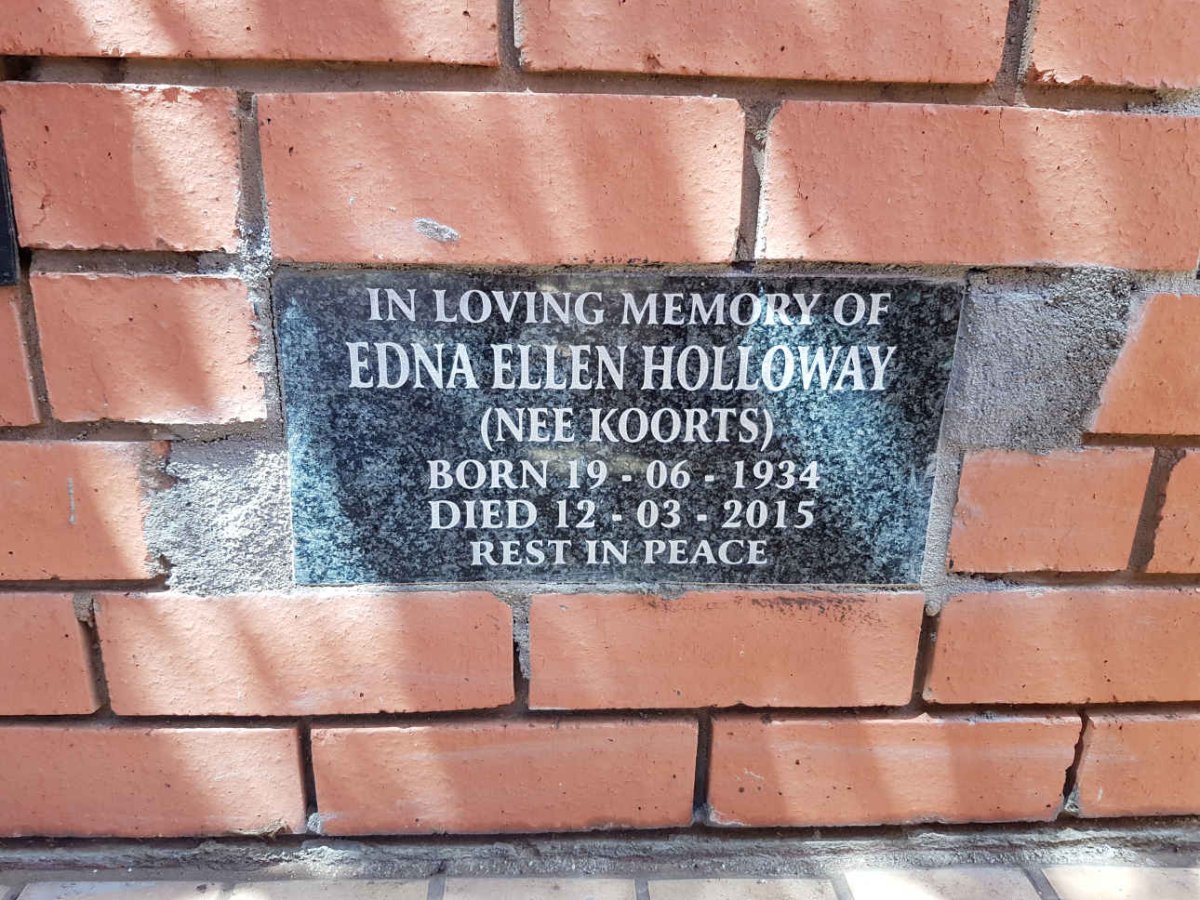 IN LOVING MEMORY OF
EDNA ELLEN HOLLOWAY
(NEE KOORTS)
BORN 19 - 06 - 1934
DIED 12 - 03 - 2015
REST IN PEACE